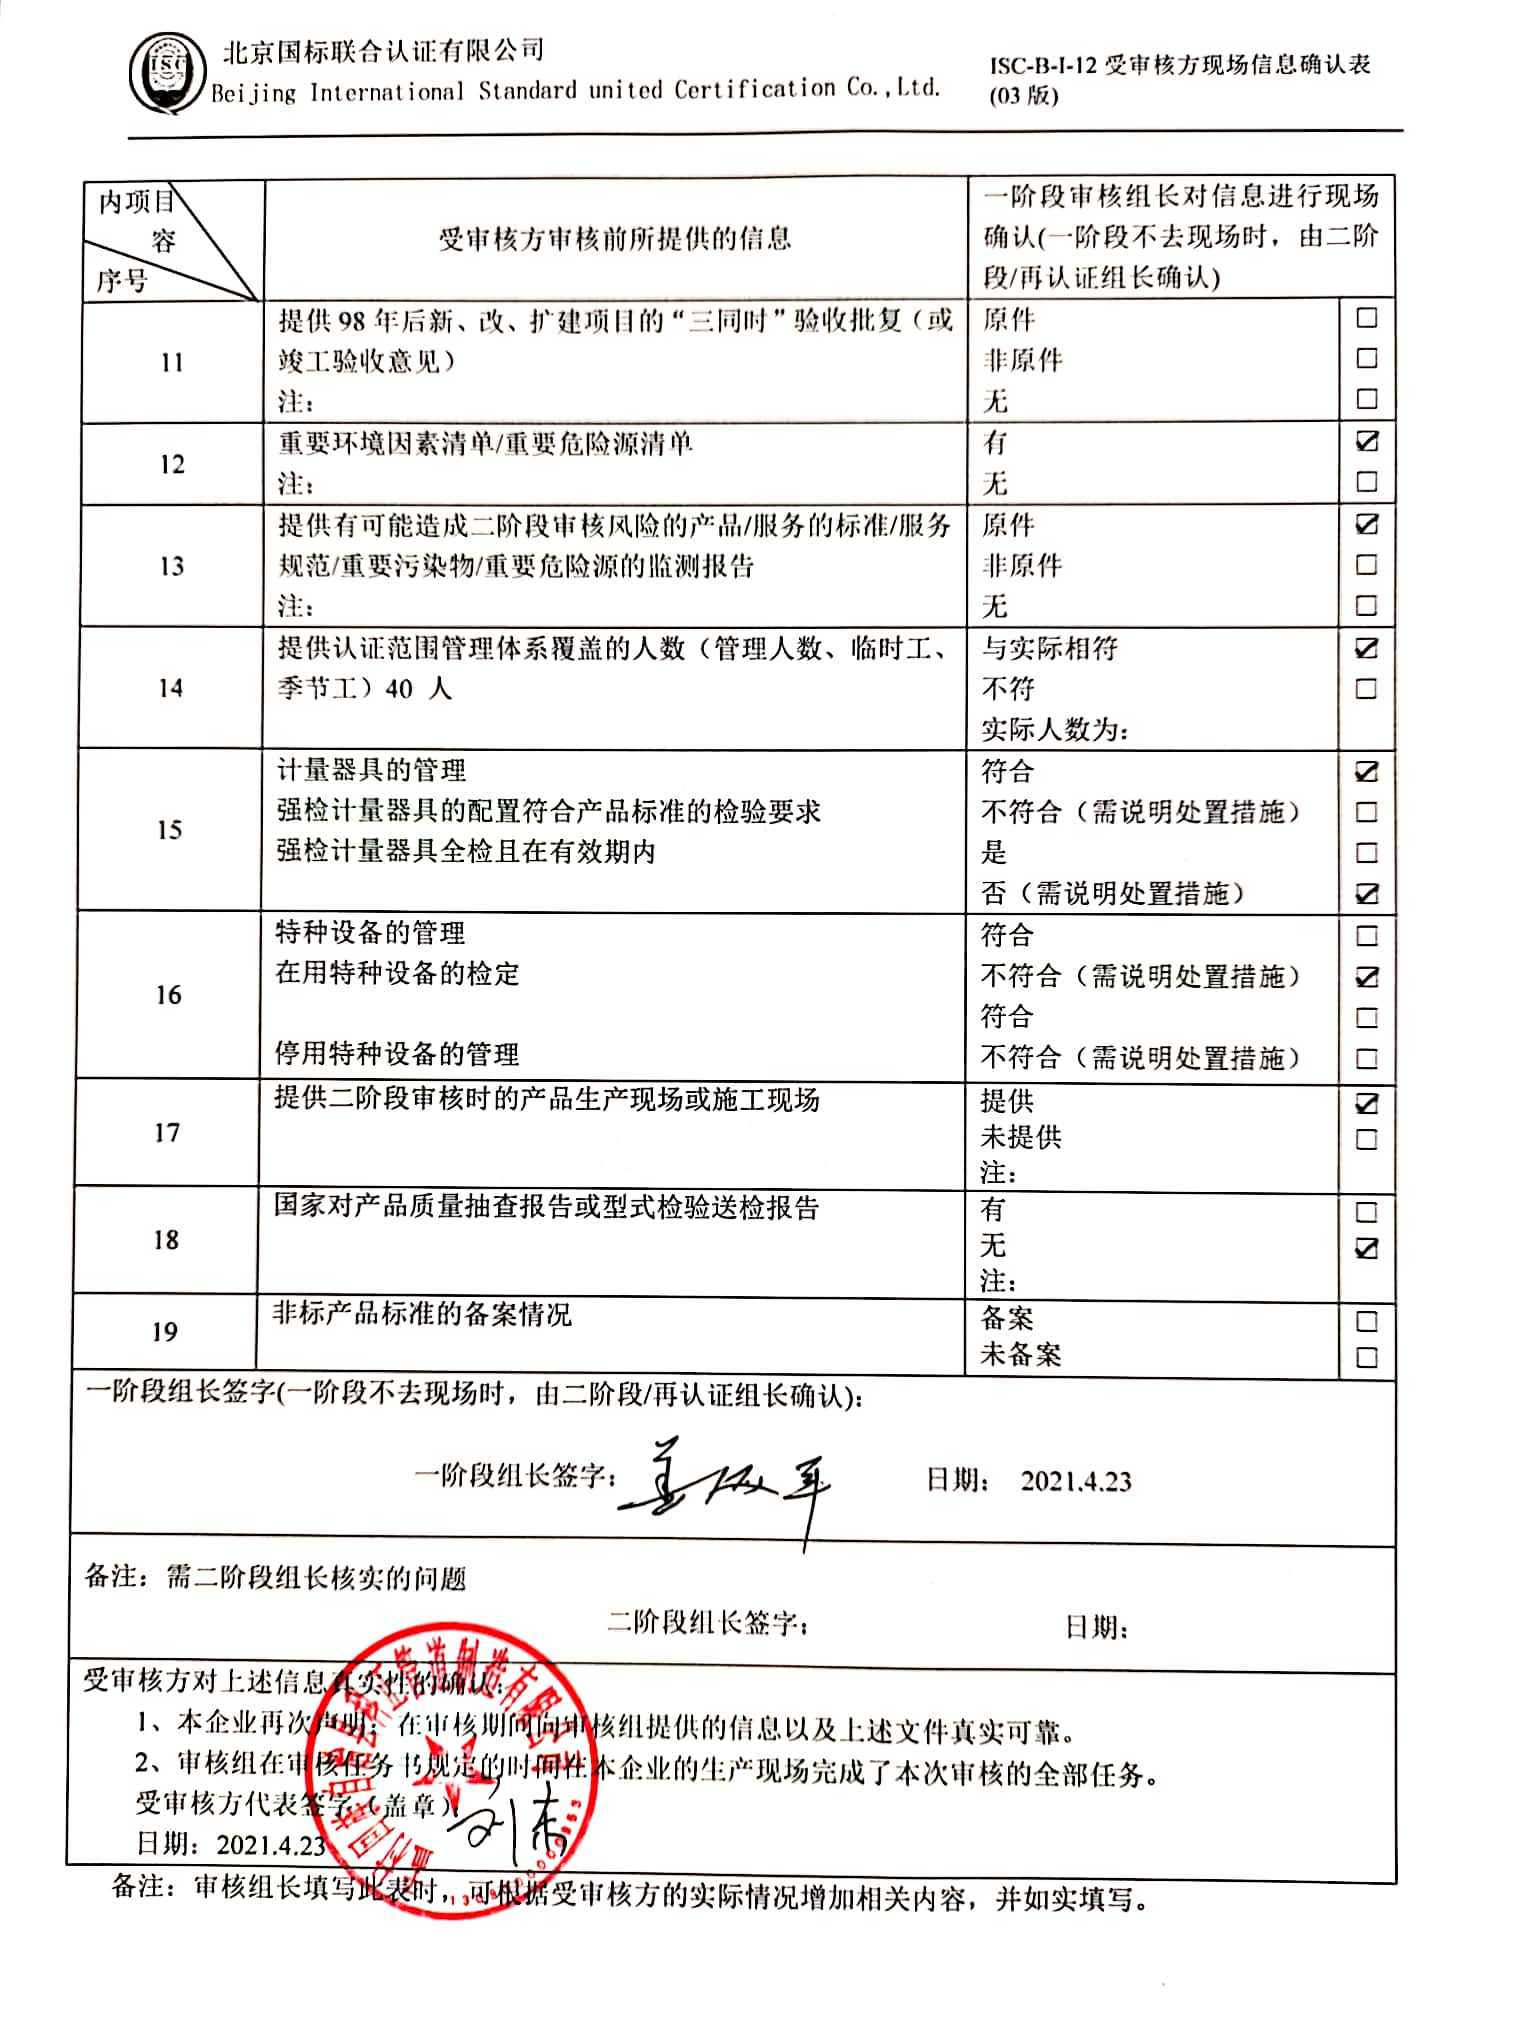 北京国标联合认证有限公司
Beijing International Standard united Certification Co.,Ltd.
ISC-B-I-12 受审核方现场信息确认表
(03 版)
ISC
内项目
容
序号
受审核方审核前所提供的信息
一阶段审核组长对信息进行现场
确认(一阶段不去现场时，由二阶
段/再认证组长确认)
11
提供 98 年后新、改、扩建项目的“三同时”验收批复（或
竣工验收意见）
注：
原件 □
非原件 □
无 □
12
重要环境因素清单/重要危险源清单
注：
有 ☑
无 □
13
提供有可能造成二阶段审核风险的产品/服务的标准/服务
规范/重要污染物/重要危险源的监测报告
注：
原件 ☑
非原件 □
无 □
14
提供认证范围管理体系覆盖的人数（管理人数、临时工、
季节工）40 人
与实际相符 ☑
不符 □
实际人数为:
15
计量器具的管理
强检计量器具的配置符合产品标准的检验要求
强检计量器具全检且在有效期内
符合 ☑
不符合（需说明处置措施） □
是 □
否（需说明处置措施） ☑
16
特种设备的管理
在用特种设备的检定
停用特种设备的管理
符合 □
不符合（需说明处置措施） ☑
符合 □
不符合（需说明处置措施） □
17
提供二阶段审核时的产品生产现场或施工现场
提供 ☑
未提供 □
注：
18
国家对产品质量抽查报告或型式检验送检报告
有 □
无 ☑
注：
19
非标产品标准的备案情况
备案 □
未备案 □
一阶段组长签字(一阶段不去现场时，由二阶段/再认证组长确认):
一阶段组长签字: 日期： 2021.4.23
备注：需二阶段组长核实的问题
二阶段组长签字; 日期:
受审核方对上述信息真实性的确认:
1、本企业再次声明：在审核期间向审核组提供的信息以及上述文件真实可靠。
2、审核组在审核任务书规定的时间在本企业的生产现场完成了本次审核的全部任务。
受审核方代表签字（盖章）:
日期：2021.4.23
管道制造有限公司
备注：审核组长填写此表时，可依据受审核方的实际情况增加相关内容，并如实填写。